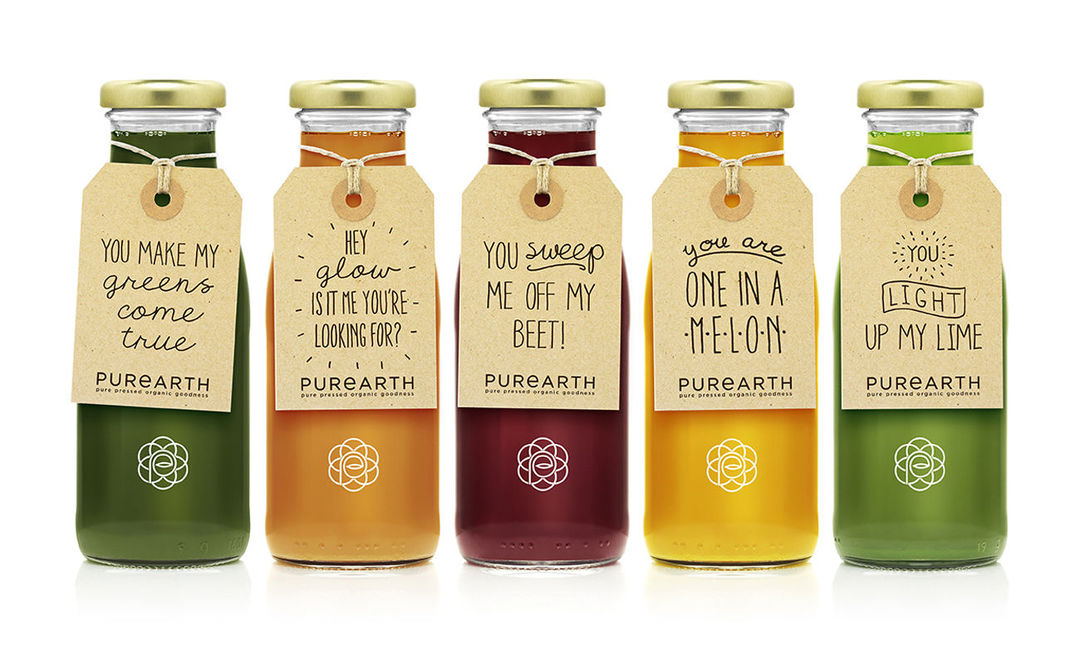 YOU MAKE MY
greens
come
true
PUREARTH
pure pressed organic goodness
HEY
glow
IS IT ME YOU'RE
LOOKING FOR?
PUREARTH
pure pressed organic goodness
YOU sweep
ME OFF MY
BEET!
PUREARTH
pure pressed organic goodness
you are
ONE IN A
·M·E·L·O·N·
PUREARTH
pure pressed organic goodness
YOU
LIGHT
UP MY LIME
PUREARTH
pure pressed organic goodness